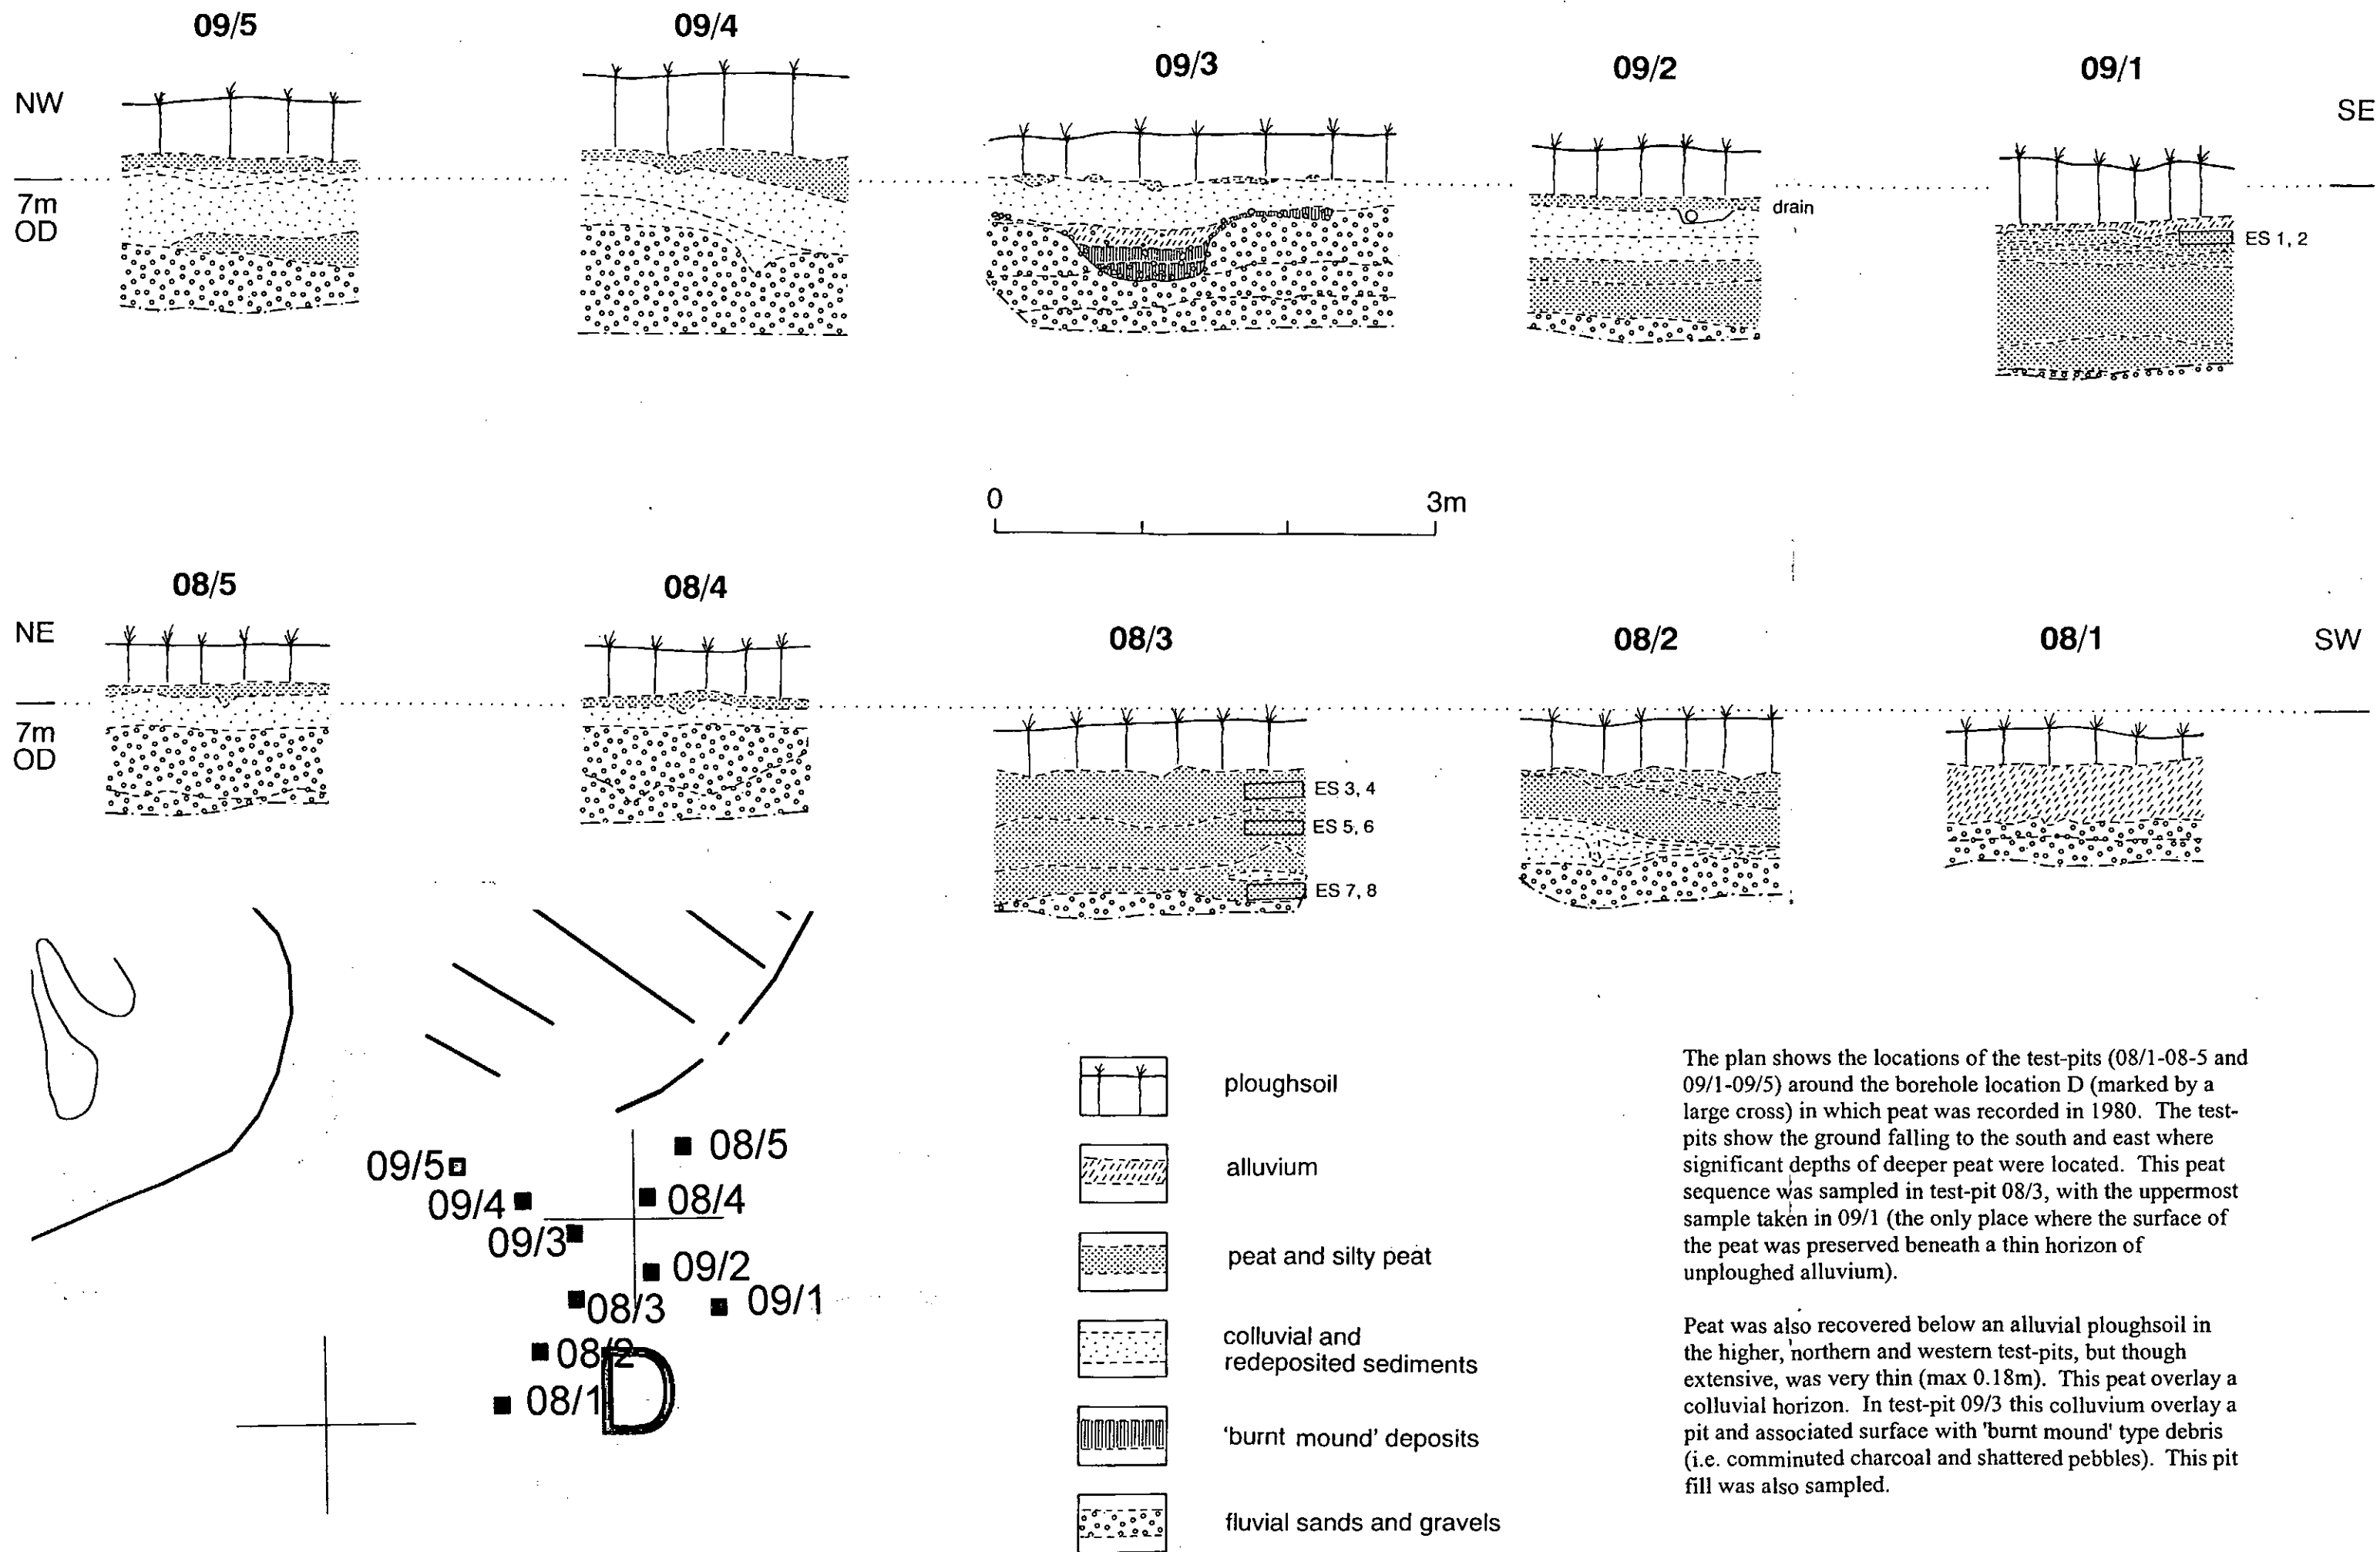 09/5
09/4
09/3
09/2
09/1
NW
SE
7m
OD
drain
ES 1, 2
0
3m
08/5
08/4
08/3
08/2
08/1
NE
SW
7m
OD
ES 3, 4
ES 5, 6
ES 7, 8
09/5
08/5
09/4
08/4
09/3
09/2
08/3
09/1
08/2
08/1
D
ploughsoil
alluvium
peat and silty peat
colluvial and
redeposited sediments
'burnt mound' deposits
fluvial sands and gravels
The plan shows the locations of the test-pits (08/1-08-5 and
09/1-09/5) around the borehole location D (marked by a
large cross) in which peat was recorded in 1980. The test-
pits show the ground falling to the south and east where
significant depths of deeper peat were located. This peat
sequence was sampled in test-pit 08/3, with the uppermost
sample taken in 09/1 (the only place where the surface of
the peat was preserved beneath a thin horizon of
unploughed alluvium).
Peat was also recovered below an alluvial ploughsoil in
the higher, northern and western test-pits, but though
extensive, was very thin (max 0.18m). This peat overlay a
colluvial horizon. In test-pit 09/3 this colluvium overlay a
pit and associated surface with 'burnt mound' type debris
(i.e. comminuted charcoal and shattered pebbles). This pit
fill was also sampled.